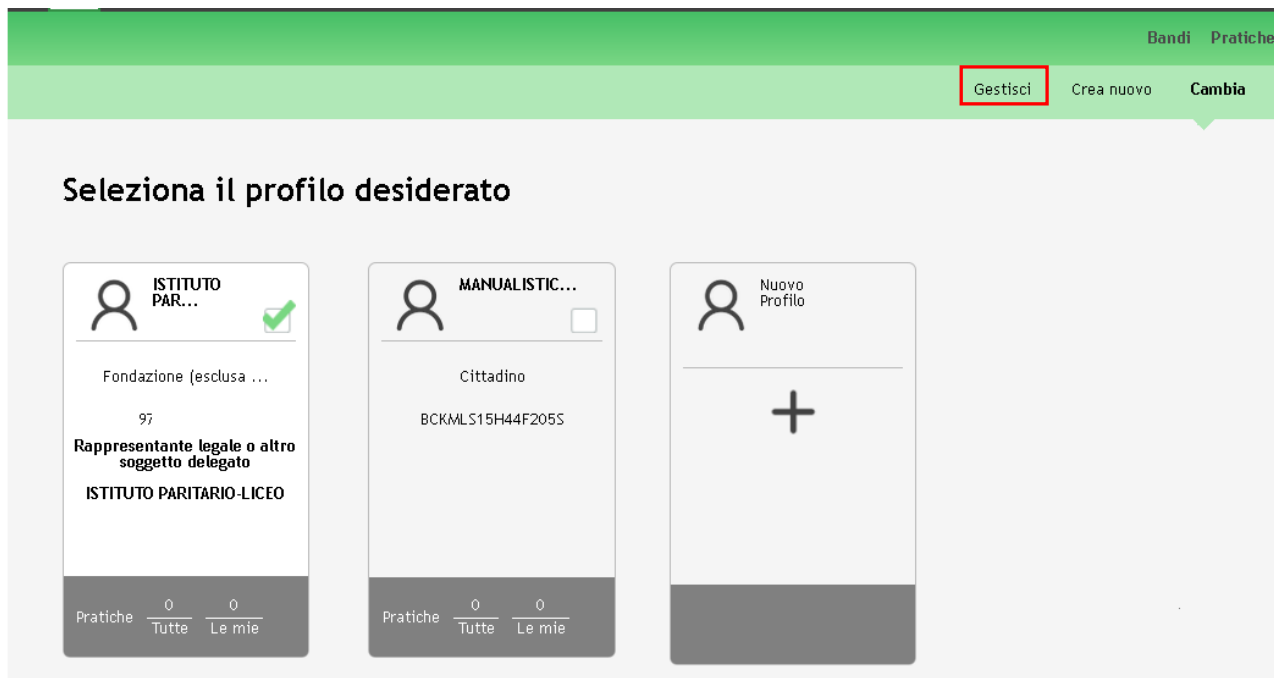 Bandi Pratiche
Gestisci Crea nuovo Cambia
Seleziona il profilo desiderato
ISTITUTO
PAR...
Fondazione (esclusa ...
97
Rappresentante legale o altro
soggetto delegato
ISTITUTO PARITARIO-LICEO
Pratiche 0 Tutte 0 Le mie
MANUALISTIC...
Cittadino
BCKMLS15H44F205S
Pratiche 0 Tutte 0 Le mie
Nuovo
Profilo